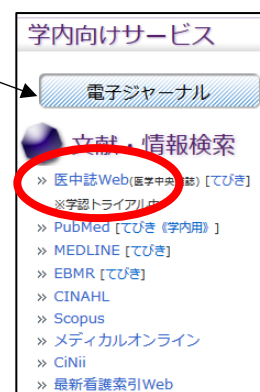 学内向けサービス
電子ジャーナル
文献・情報検索
» 医中誌Web(医学中央雑誌) [てびき]
※学認トライアル中
» PubMed [てびき《学内用》]
» MEDLINE [てびき]
» EBMR [てびき]
» CINAHL
» Scopus
» メディカルオンライン
» CiNii
» 最新看護索引Web